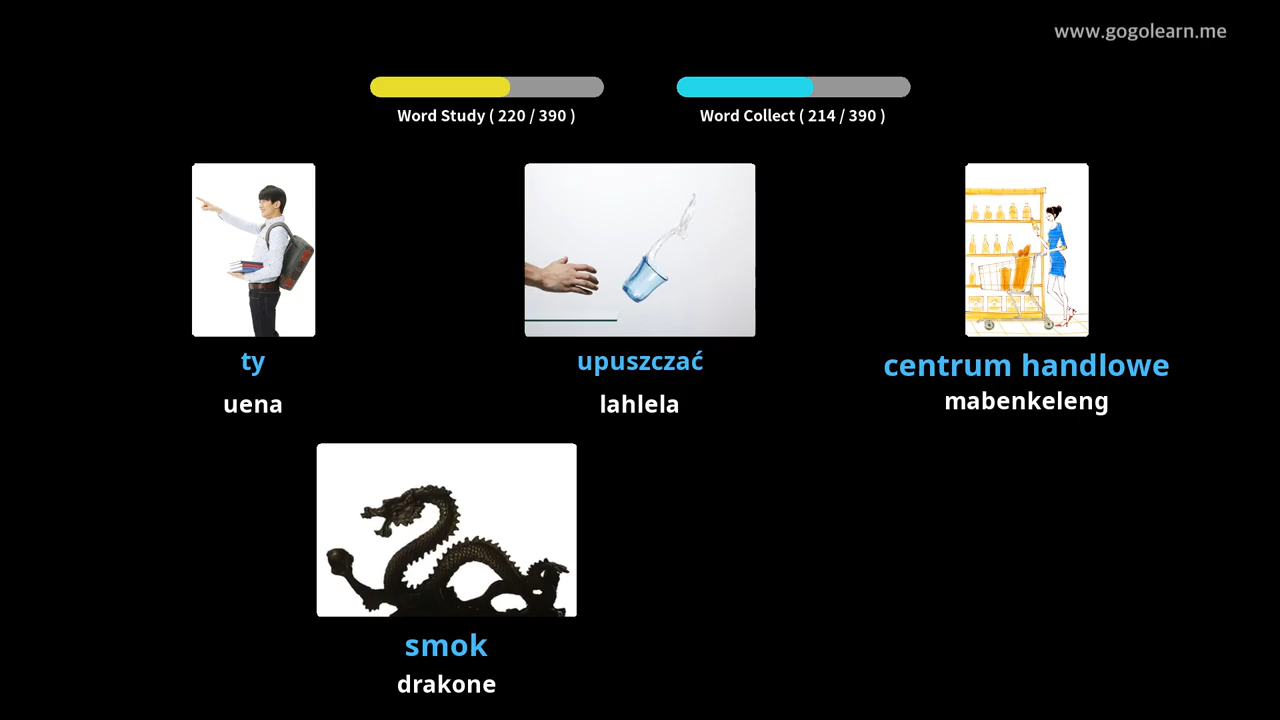 www.gogolearn.me
Word Study ( 220 / 390 )
Word Collect ( 214 / 390 )
ty
uena
upuszczać
lahlela
centrum handlowe
mabenkeleng
smok
drakone